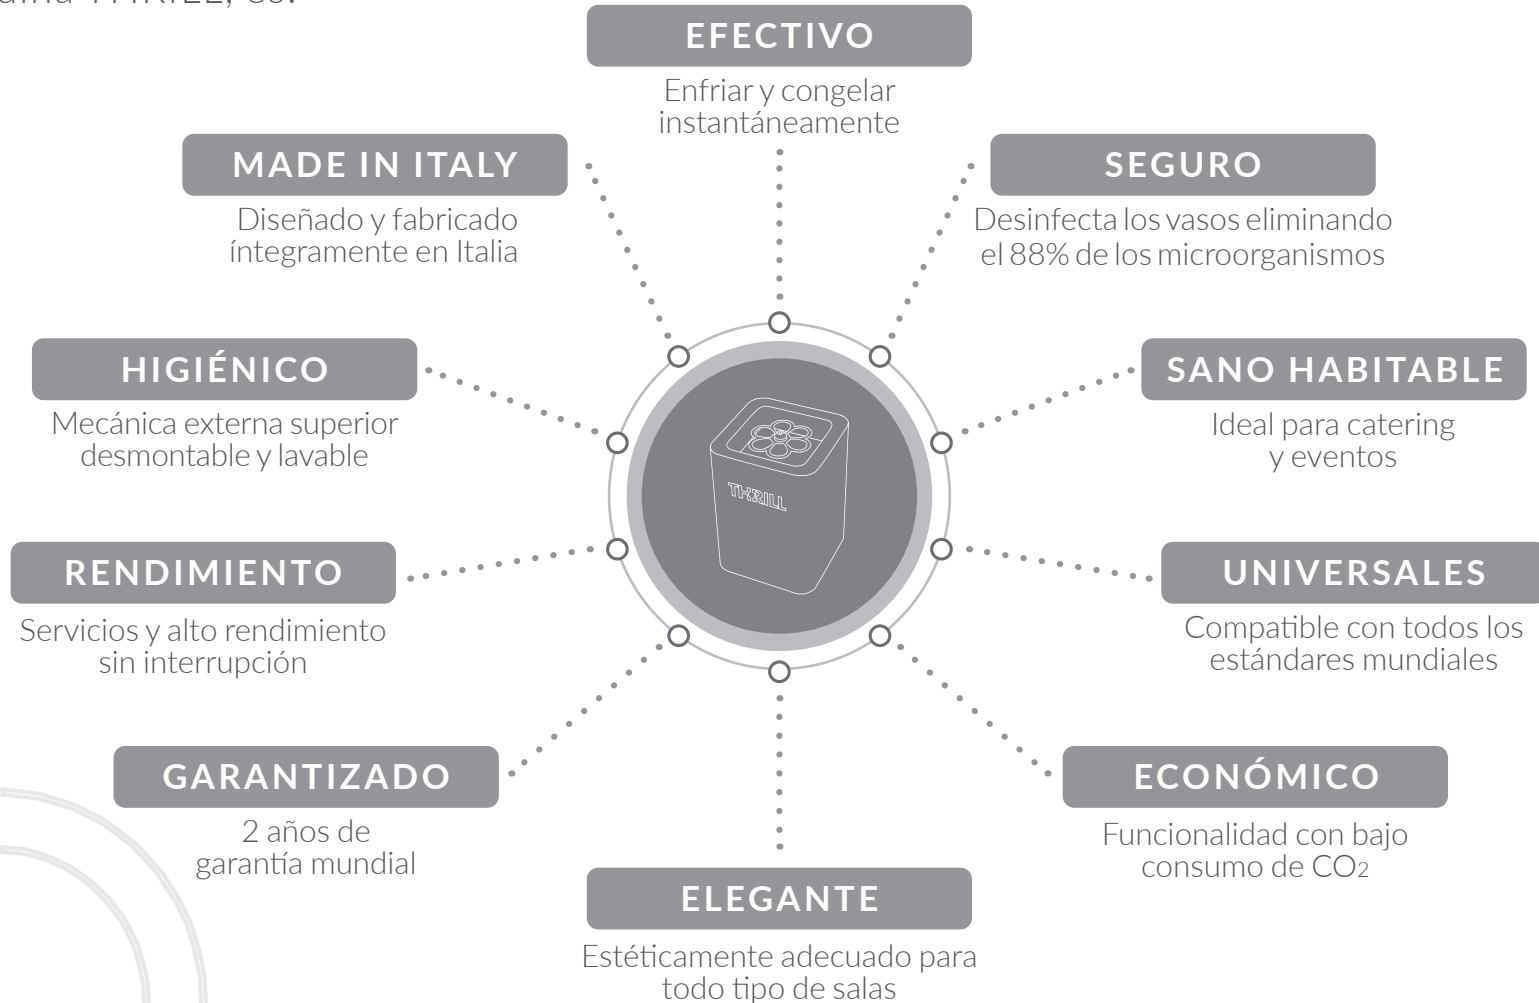 THRILL, Co.
EFECTIVO
Enfriar y congelar
instantáneamente
MADE IN ITALY
Diseñado y fabricado
íntegramente en Italia
SEGURO
Desinfecta los vasos eliminando
el 88% de los microorganismos
HIGIÉNICO
Mecánica externa superior
desmontable y lavable
SANO HABITABLE
Ideal para catering
y eventos
THRILL
RENDIMIENTO
Servicios y alto rendimiento
sin interrupción
UNIVERSALES
Compatible con todos los
estándares mundiales
GARANTIZADO
2 años de
garantía mundial
ECONÓMICO
Funcionalidad con bajo
consumo de CO2
ELEGANTE
Estéticamente adecuado para
todo tipo de salas